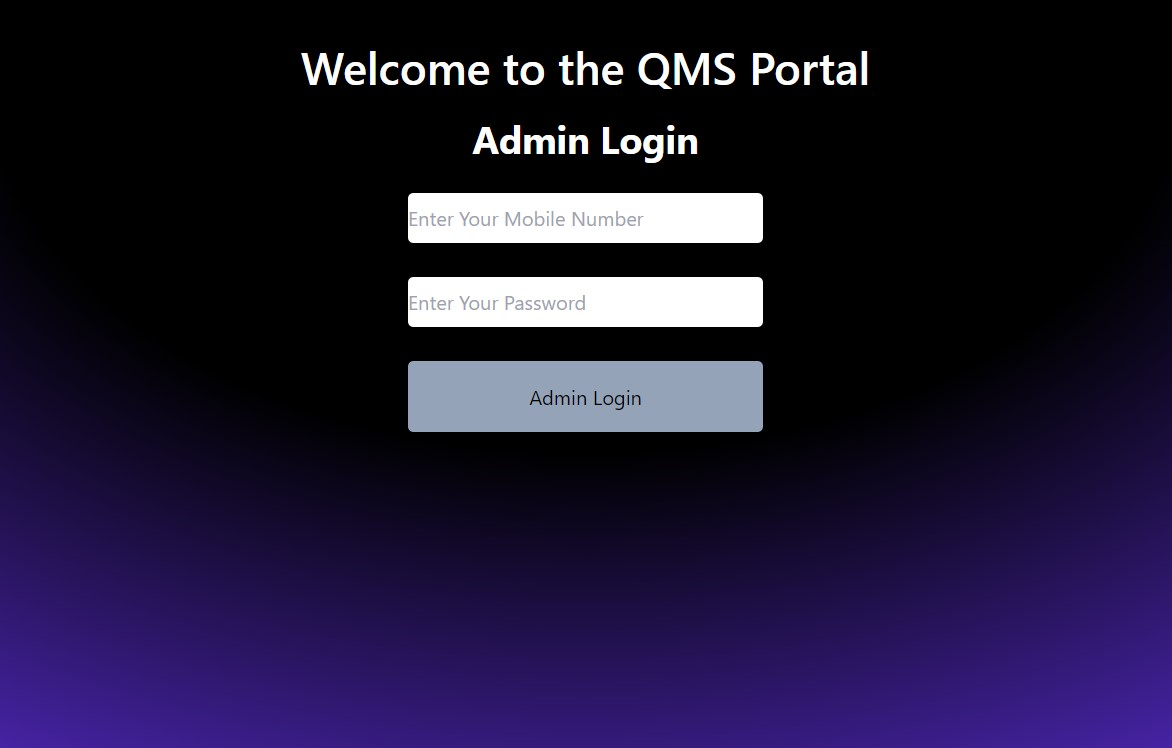 Welcome to the QMS Portal
Admin Login
Enter Your Mobile Number
Enter Your Password
Admin Login